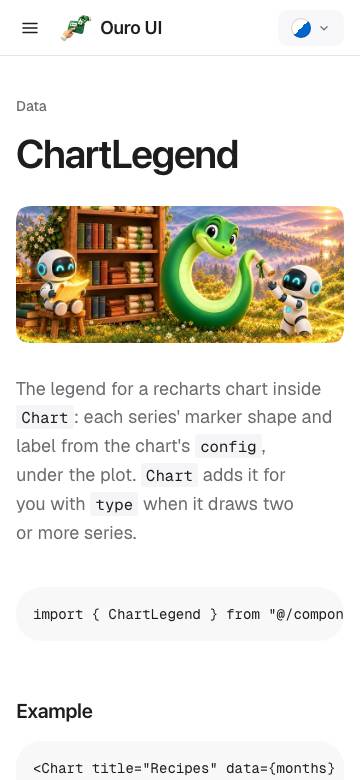 Ouro UI
Data
ChartLegend
The legend for a recharts chart inside
Chart: each series' marker shape and
label from the chart's config,
under the plot. Chart adds it for
you with type when it draws two
or more series.
import { ChartLegend } from "@/compon
Example
<Chart title="Recipes" data={months}